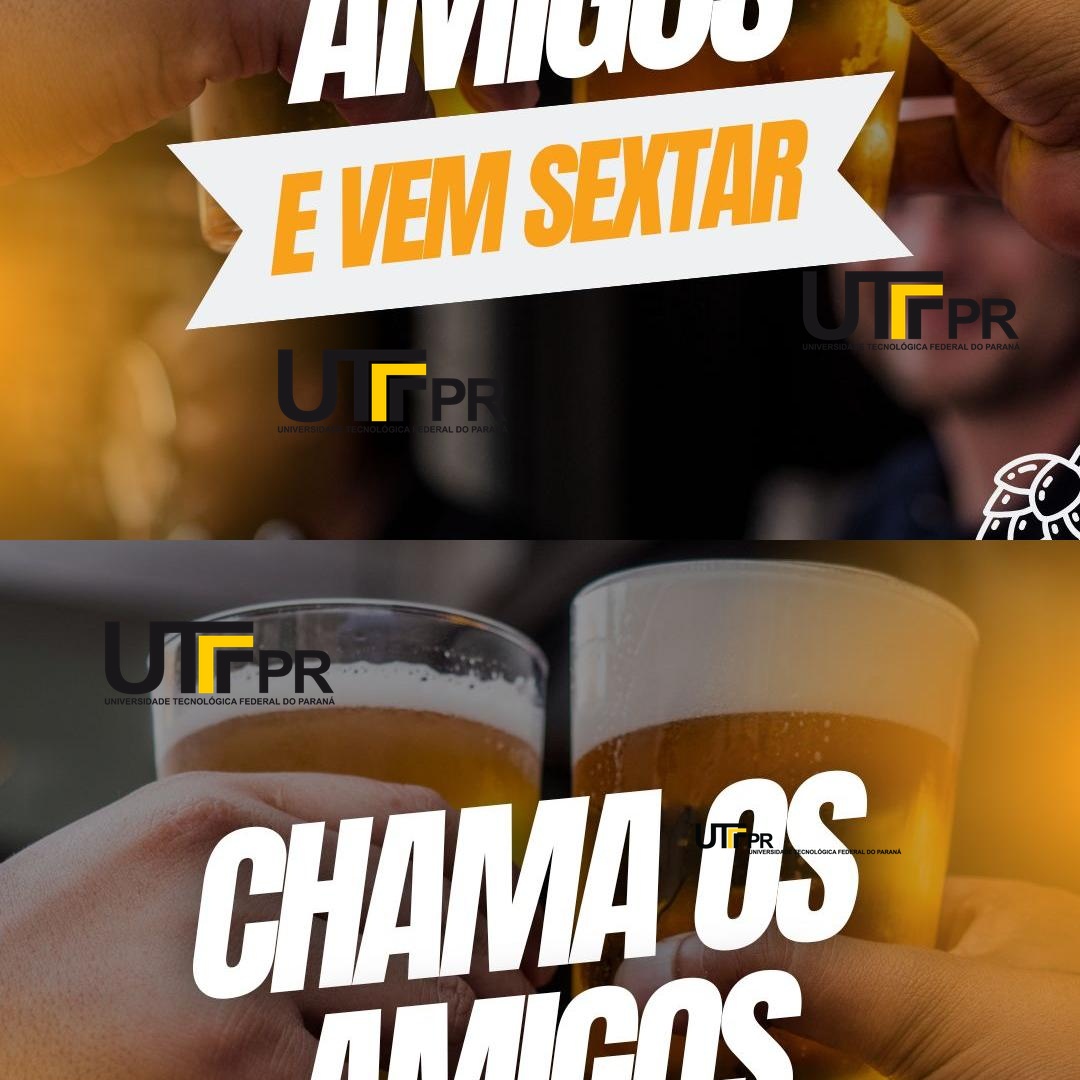 AMIGOS
E VEM SEXTAR
UTFPR
UNIVERSIDADE TECNOLÓGICA FEDERAL DO PARANÁ
UTFPR
UNIVERSIDADE TECNOLÓGICA FEDERAL DO PARANÁ
UTFPR
UNIVERSIDADE TECNOLÓGICA FEDERAL DO PARANÁ
CHAMA OS
UTFPR
UNIVERSIDADE TECNOLÓGICA FEDERAL DO PARANÁ
AMIGOS